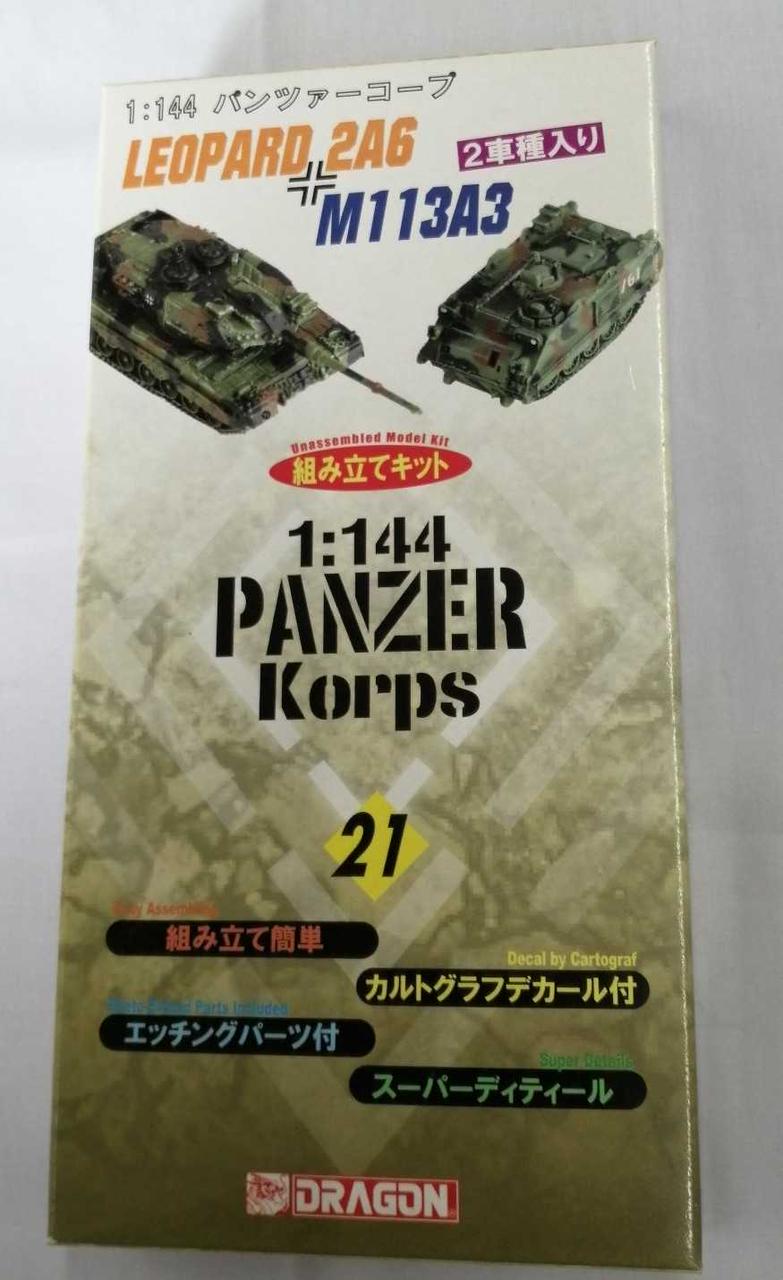 1:144 パンツァーコープ
LEOPARD 2A6
2車種入り
M113A3
Unassembled Model Kit
組み立てキット
1:144
PANZER
Korps
21
Easy Assembling
組み立て簡単
Decal by Cartograf
カルトグラフデカール付
Photo-Etched Parts Included
エッチングパーツ付
Super Details
スーパーディティール
DRAGON